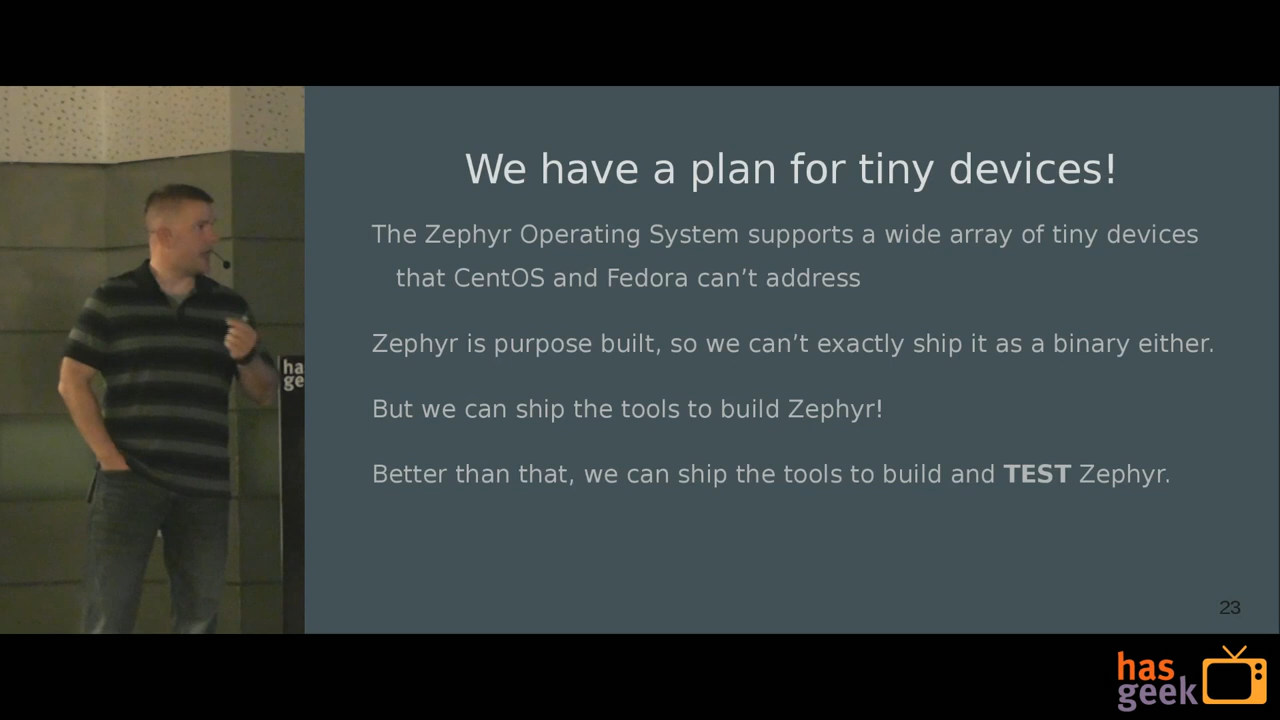 We have a plan for tiny devices!
The Zephyr Operating System supports a wide array of tiny devices
that CentOS and Fedora can’t address
Zephyr is purpose built, so we can’t exactly ship it as a binary either.
But we can ship the tools to build Zephyr!
Better than that, we can ship the tools to build and TEST Zephyr.
23
ha
ge
has
geek